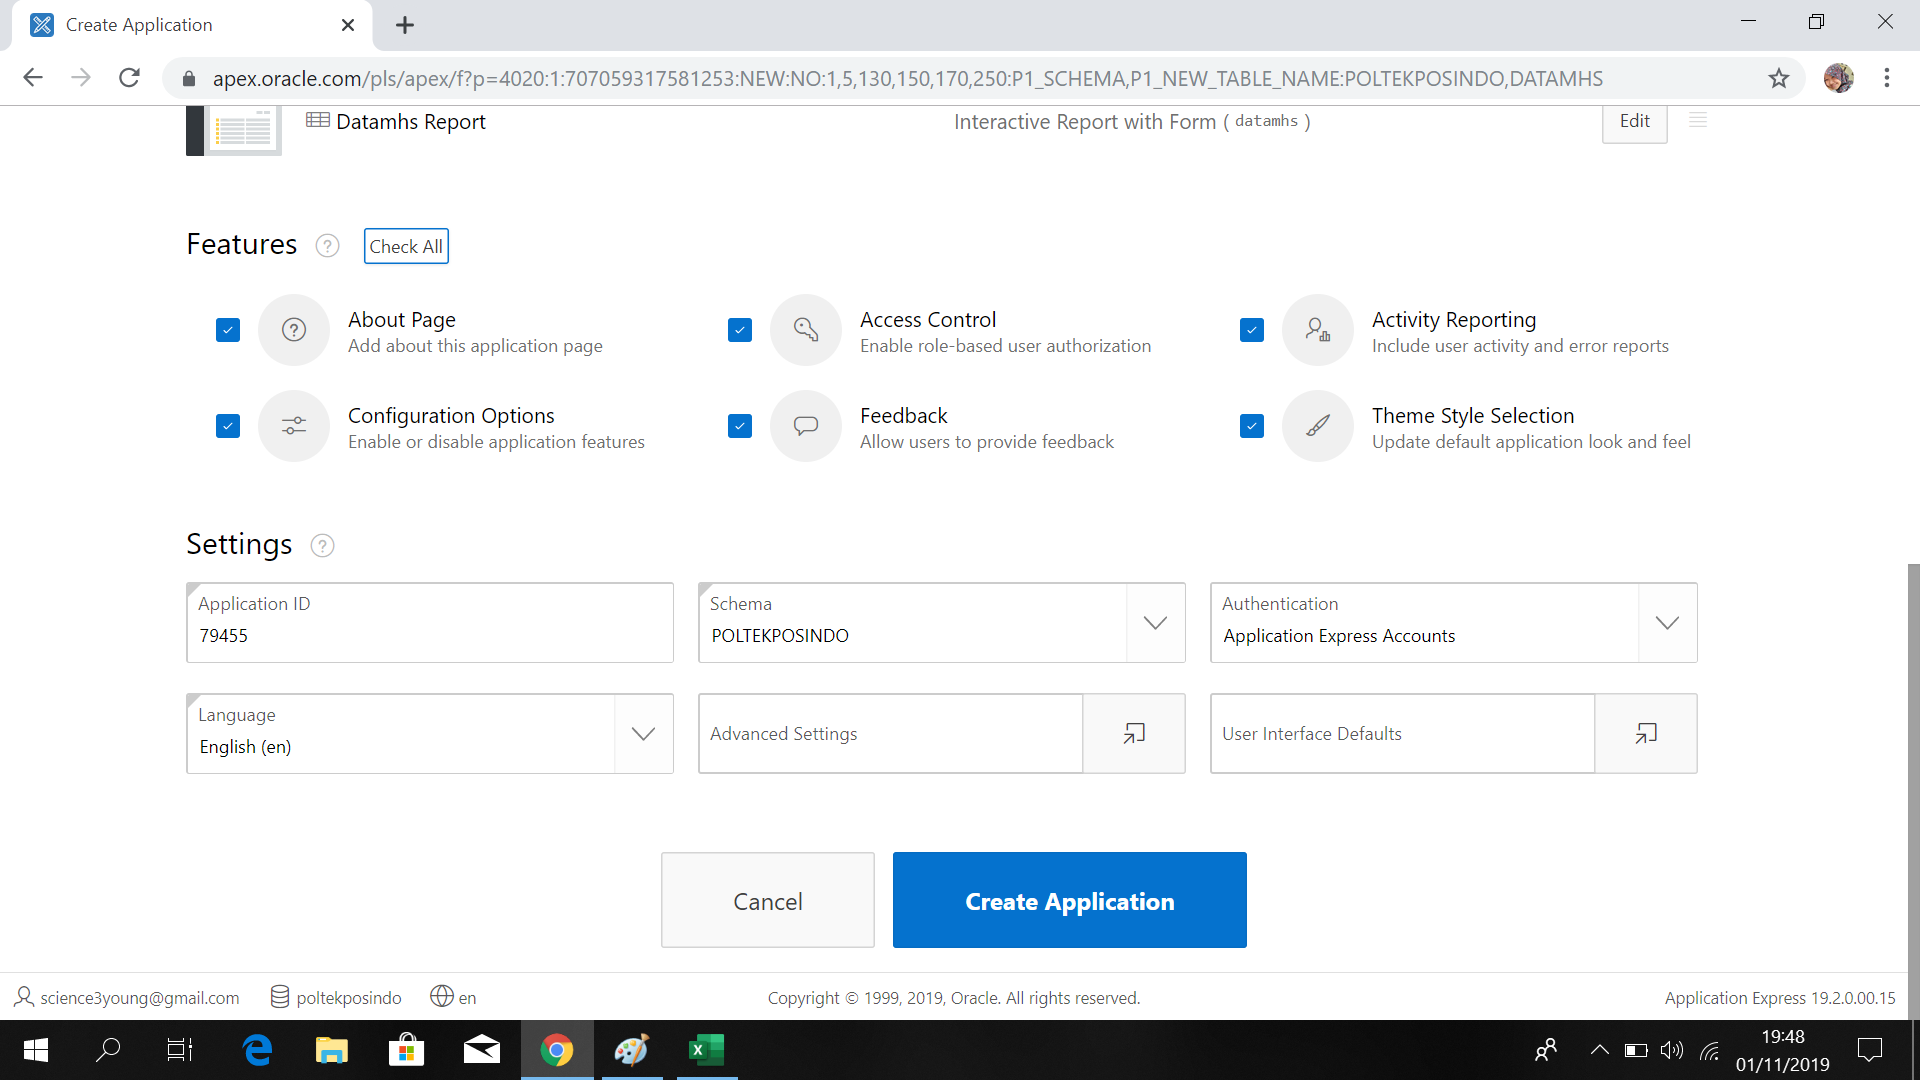 Create Application
apex.oracle.com/pls/apex/f?p=4020:1:707059317581253:NEW:NO:1,5,130,150,170,250:P1_SCHEMA,P1_NEW_TABLE_NAME:POLTEKPOSINDO,DATAMHS
Datamhs Report Interactive Report with Form ( datamhs ) Edit
Features ? Check All
About Page Access Control Activity Reporting
Add about this application page Enable role-based user authorization Include user activity and error reports
Configuration Options Feedback Theme Style Selection
Enable or disable application features Allow users to provide feedback Update default application look and feel
Settings ?
Application ID Schema Authentication
79455 POLTEKPOSINDO Application Express Accounts
Language
English (en)
Advanced Settings User Interface Defaults
Cancel Create Application
science3young@gmail.com poltekposindo en Copyright © 1999, 2019, Oracle. All rights reserved. Application Express 19.2.0.00.15
19:48
01/11/2019